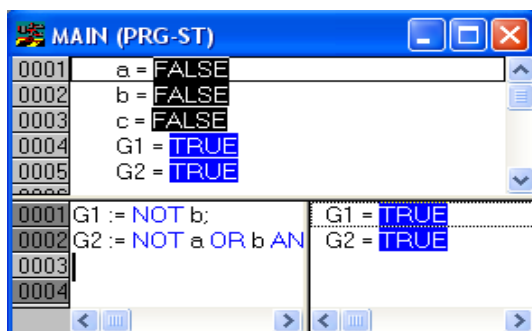 MAIN (PRG-ST)
0001 a = FALSE
0002 b = FALSE
0003 c = FALSE
0004 G1 = TRUE
0005 G2 = TRUE
0001 G1 := NOT b; G1 = TRUE
0002 G2 := NOT a OR b AN G2 = TRUE
0003
0004